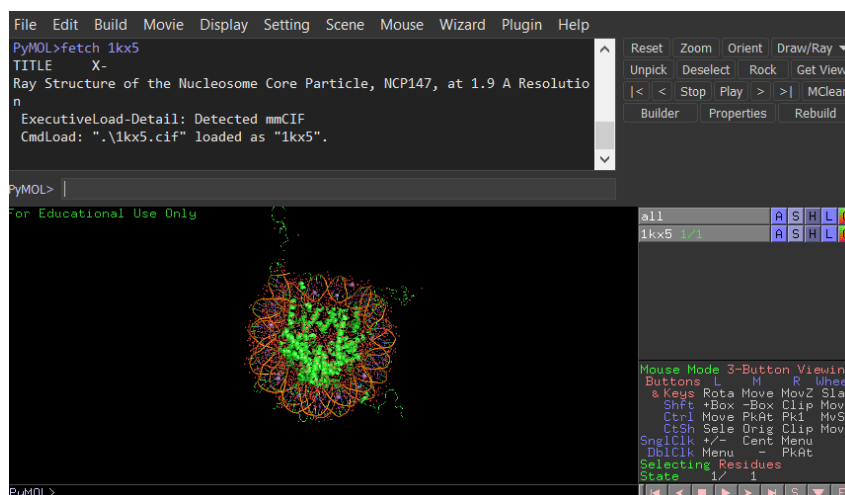 File Edit Build Movie Display Setting Scene Mouse Wizard Plugin Help
PyMOL>fetch 1kx5
TITLE X-
Ray Structure of the Nucleosome Core Particle, NCP147, at 1.9 A Resolutio
n
ExecutiveLoad-Detail: Detected mmCIF
CmdLoad: ".\1kx5.cif" loaded as "1kx5".
PyMOL>
Reset Zoom Orient Draw/Ray
Unpick Deselect Rock Get View
|< < Stop Play > >| MClear
Builder Properties Rebuild
For Educational Use Only
all A S H L
1kx5 1/1 A S H L
Mouse Mode 3-Button Viewin
Buttons L M R Whee
& Keys Rota Move MovZ Sla
Shft +Box -Box Clip Mov
Ctrl Move PkAt Pk1 MvS
CtSh Sele Orig Clip Mov
SnglClk +/- Cent Menu
DblClk Menu - PkAt
Selecting Residues
State 1/ 1
PyMOL>
S